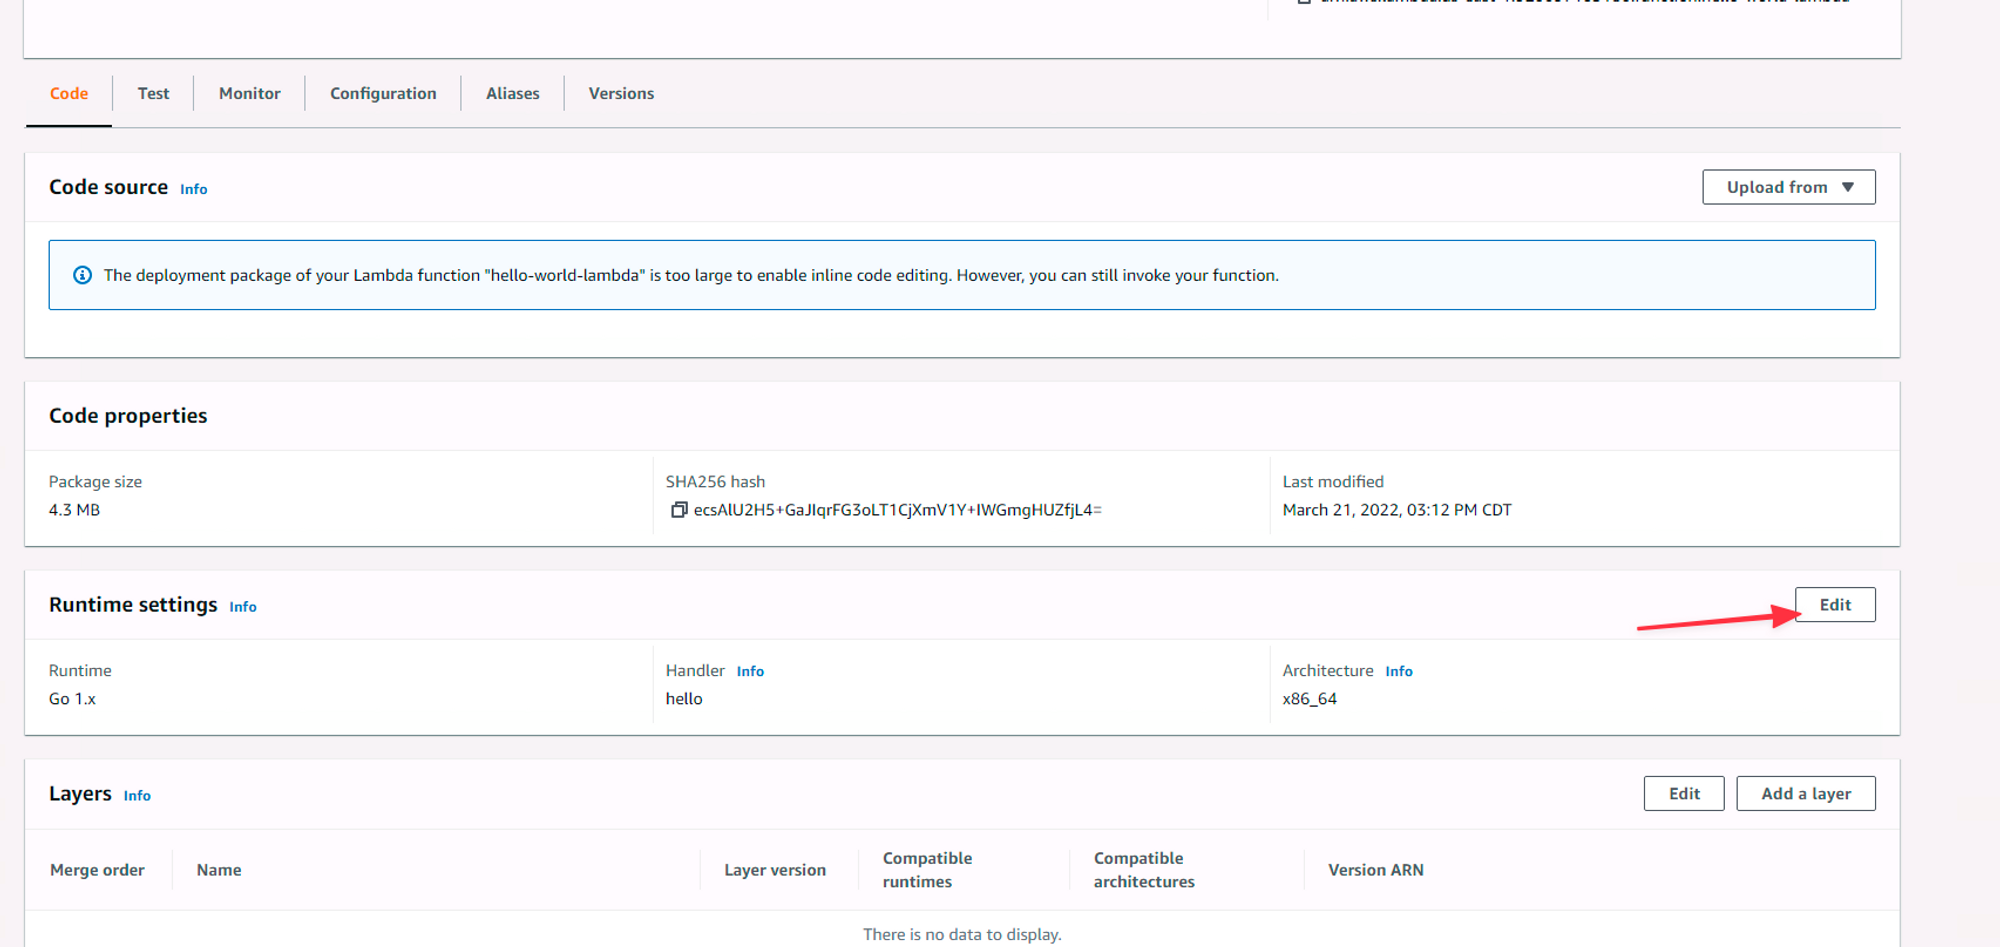 Code Test Monitor Configuration Aliases Versions
Code source Info
Upload from
The deployment package of your Lambda function "hello-world-lambda" is too large to enable inline code editing. However, you can still invoke your function.
Code properties
Package size SHA256 hash Last modified
4.3 MB ecsAlU2H5+GaJIqrFG3oLT1CjXmV1Y+IWGmgHUZfjL4= March 21, 2022, 03:12 PM CDT
Runtime settings Info
Edit
Runtime Handler Info Architecture Info
Go 1.x hello x86_64
Layers Info
Edit Add a layer
Merge order Name Layer version Compatible runtimes Compatible architectures Version ARN
There is no data to display.